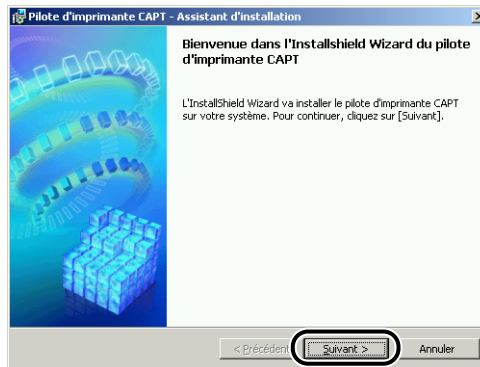 Pilote d'imprimante CAPT - Assistant d'installation
Bienvenue dans l'Installshield Wizard du pilote
d'imprimante CAPT
L'InstallShield Wizard va installer le pilote d'imprimante CAPT
sur votre système. Pour continuer, cliquez sur [Suivant].
< Précédent Suivant > Annuler